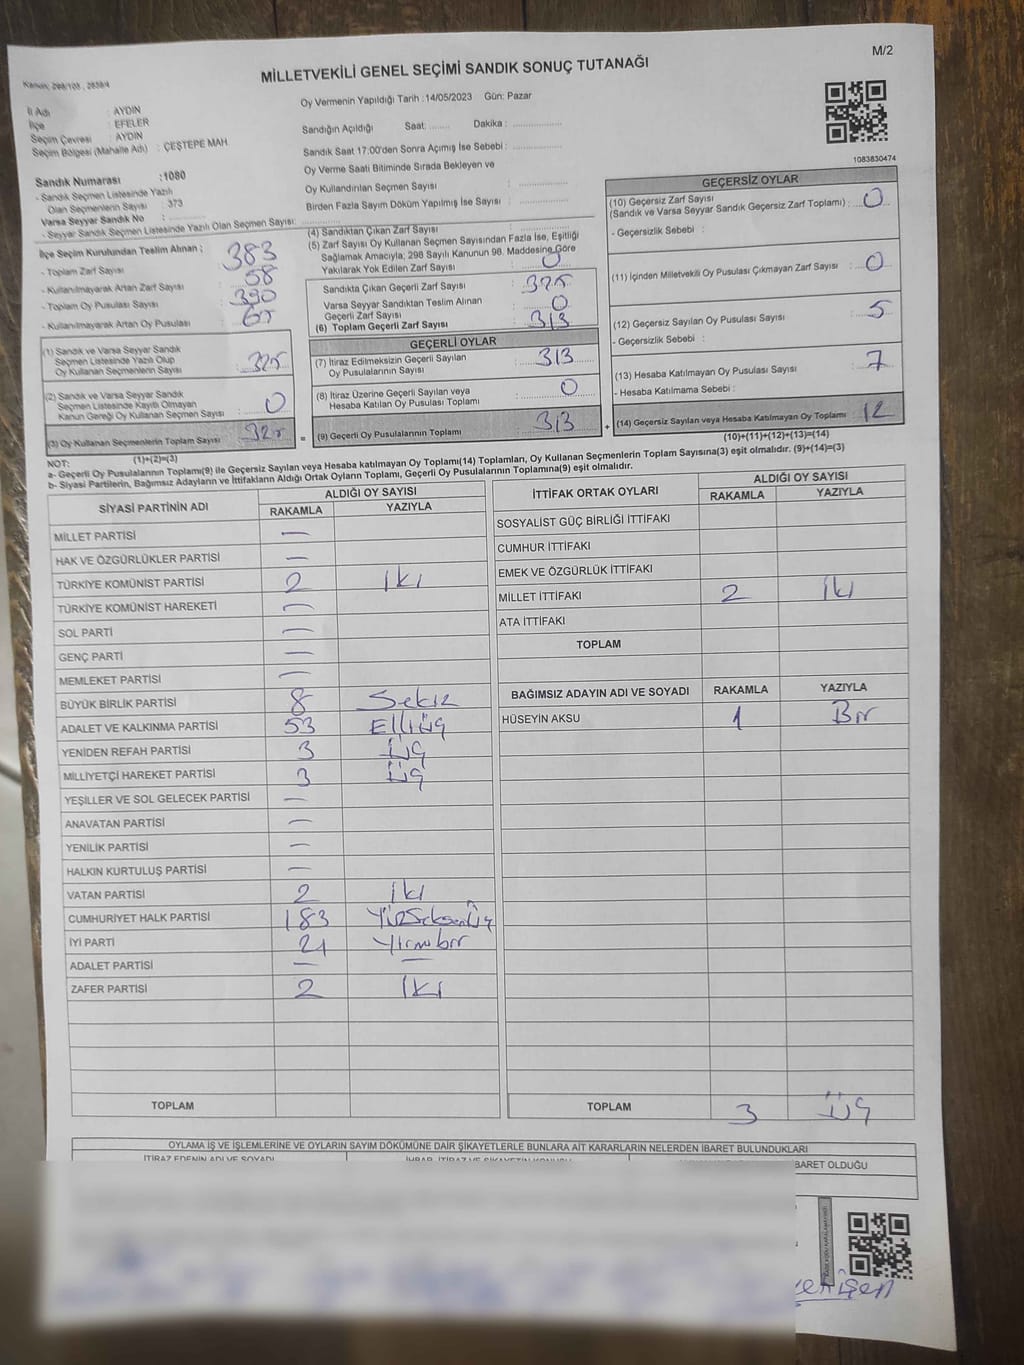 M/2
Kanun: 298/105 , 2839/4
MİLLETVEKİLİ GENEL SEÇİMİ SANDIK SONUÇ TUTANAĞI
İl Adı : AYDIN
İlçe : EFELER
Seçim Çevresi : AYDIN
Seçim Bölgesi (Mahalle Adı) : ÇEŞTEPE MAH
Oy Vermenin Yapıldığı Tarih : 14/05/2023 Gün: Pazar
Sandığın Açıldığı Saat: ........ Dakika : ................
Sandık Saat 17:00'den Sonra Açımış İse Sebebi : ................
Oy Verme Saati Bitiminde Sırada Bekleyen ve
Oy Kullandırılan Seçmen Sayısı : ................
Birden Fazla Sayım Döküm Yapılmış İse Sayısı : ................
1083830474
Sandık Numarası :1080
- Sandık Seçmen Listesinde Yazılı
Olan Seçmenlerin Sayısı : 373
Varsa Seyyar Sandık No : ................
- Seyyar Sandık Seçmen Listesinde Yazılı Olan Seçmen Sayısı: ................
İlçe Seçim Kurulundan Teslim Alınan ;
- Toplam Zarf Sayısı : 383
- Kullanılmayarak Artan Zarf Sayısı : 58
- Toplam Oy Pusulası Sayısı : 390
- Kullanılmayarak Artan Oy Pusulası : 65
(1) Sandık ve Varsa Seyyar Sandık
Seçmen Listesinde Yazılı Olup
Oy Kullanan Seçmenlerin Sayısı : 325
(2) Sandık ve Varsa Seyyar Sandık
Seçmen Listesinde Kayıtlı Olmayan
Kanun Gereği Oy Kullanan Seçmen Sayısı : 0
(3) Oy Kullanan Seçmenlerin Toplam Sayısı 325
(1)+(2)=(3)
(4) Sandıktan Çıkan Zarf Sayısı : ................
(5) Zarf Sayısı Oy Kullanan Seçmen Sayısından Fazla İse, Eşitliği
Sağlamak Amacıyla; 298 Sayılı Kanunun 98. Maddesine Göre
Yakılarak Yok Edilen Zarf Sayısı : 0
Sandıkta Çıkan Geçerli Zarf Sayısı : 325
Varsa Seyyar Sandıktan Teslim Alınan
Geçerli Zarf Sayısı : 0
(6) Toplam Geçerli Zarf Sayısı : 313
GEÇERLİ OYLAR
(7) İtiraz Edilmeksizin Geçerli Sayılan
Oy Pusulalarının Sayısı : 313
(8) İtiraz Üzerine Geçerli Sayılan veya
Hesaba Katılan Oy Pusulası Toplamı : 0
= (9) Geçerli Oy Pusulalarının Toplamı : 313
GEÇERSİZ OYLAR
(10) Geçersiz Zarf Sayısı
(Sandık ve Varsa Seyyar Sandık Geçersiz Zarf Toplamı) : 0
- Geçersizlik Sebebi :
(11) İçinden Milletvekili Oy Pusulası Çıkmayan Zarf Sayısı : 0
(12) Geçersiz Sayılan Oy Pusulası Sayısı : 5
- Geçersizlik Sebebi :
(13) Hesaba Katılmayan Oy Pusulası Sayısı : 7
- Hesaba Katılmama Sebebi :
+ (14) Geçersiz Sayılan veya Hesaba Katılmayan Oy Toplamı : 12
(10)+(11)+(12)+(13)=(14)
NOT:
a- Geçerli Oy Pusulalarının Toplamı(9) ile Geçersiz Sayılan veya Hesaba katılmayan Oy Toplamı(14) Toplamları, Oy Kullanan Seçmenlerin Toplam Sayısına(3) eşit olmalıdır. (9)+(14)=(3)
b- Siyasi Partilerin, Bağımsız Adayların ve İttifakların Aldığı Ortak Oyların Toplamı, Geçerli Oy Pusulalarının Toplamına(9) eşit olmalıdır.
SİYASİ PARTİNİN ADI ALDIĞI OY SAYISI
RAKAMLA YAZIYLA
MİLLET PARTİSİ —
HAK VE ÖZGÜRLÜKLER PARTİSİ —
TÜRKİYE KOMÜNİST PARTİSİ 2 İki
TÜRKİYE KOMÜNİST HAREKETİ —
SOL PARTİ —
GENÇ PARTİ —
MEMLEKET PARTİSİ —
BÜYÜK BİRLİK PARTİSİ 8 Sekiz
ADALET VE KALKINMA PARTİSİ 53 Elliüç
YENİDEN REFAH PARTİSİ 3 Üç
MİLLİYETÇİ HAREKET PARTİSİ 3 Üç
YEŞİLLER VE SOL GELECEK PARTİSİ —
ANAVATAN PARTİSİ —
YENİLİK PARTİSİ —
HALKIN KURTULUŞ PARTİSİ —
VATAN PARTİSİ 2 İki
CUMHURİYET HALK PARTİSİ 183 YüzSeksenÜç
İYİ PARTİ 21 Yirmibir
ADALET PARTİSİ — —
ZAFER PARTİSİ 2 İki
TOPLAM
İTTİFAK ORTAK OYLARI ALDIĞI OY SAYISI
RAKAMLA YAZIYLA
SOSYALİST GÜÇ BİRLİĞİ İTTİFAKI
CUMHUR İTTİFAKI
EMEK VE ÖZGÜRLÜK İTTİFAKI
MİLLET İTTİFAKI 2 İki
ATA İTTİFAKI
TOPLAM
BAĞIMSIZ ADAYIN ADI VE SOYADI RAKAMLA YAZIYLA
HÜSEYİN AKSU 1 Bir
TOPLAM 3 Üç
OYLAMA İŞ VE İŞLEMLERİNE VE OYLARIN SAYIM DÖKÜMÜNE DAİR ŞİKAYETLERLE BUNLARA AİT KARARLARIN NELERDEN İBARET BULUNDUKLARI
İTİRAZ EDENİN ADI VE SOYADI
BARET OLDUĞU